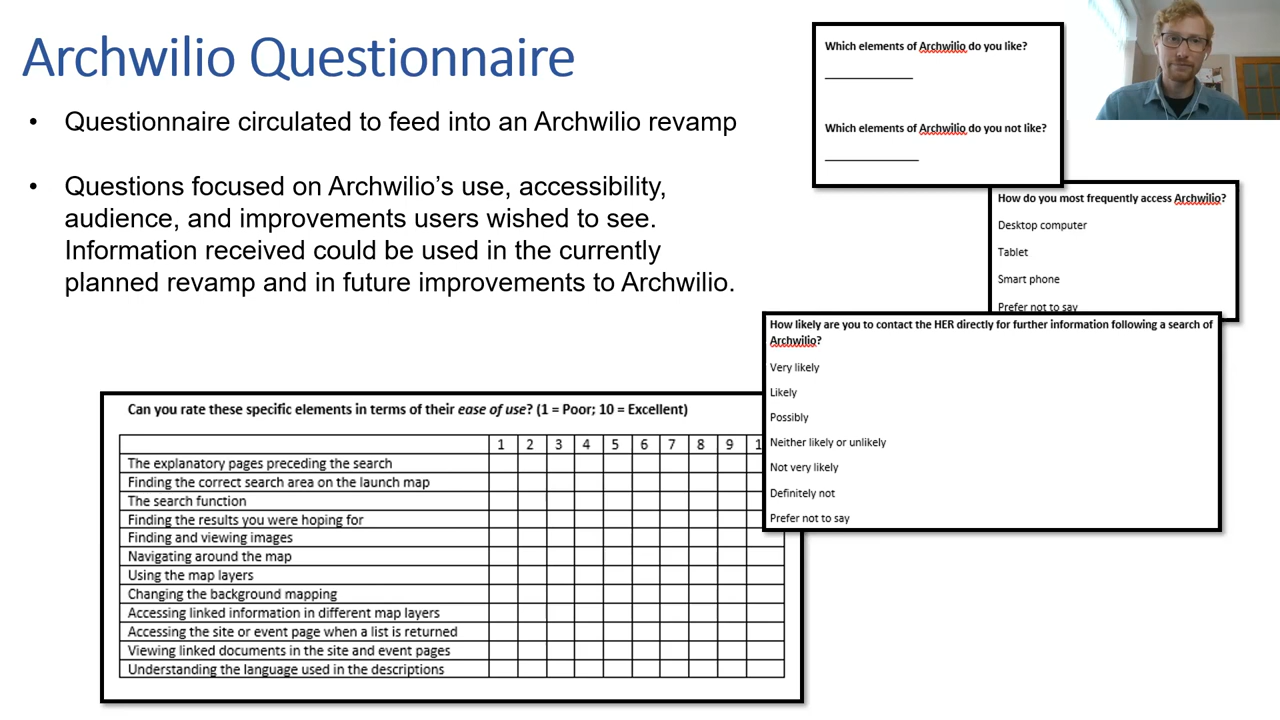 Archwilio Questionnaire
• Questionnaire circulated to feed into an Archwilio revamp
• Questions focused on Archwilio's use, accessibility,
audience, and improvements users wished to see.
Information received could be used in the currently
planned revamp and in future improvements to Archwilio.
Which elements of Archwilio do you like?
Which elements of Archwilio do you not like?
How do you most frequently access Archwilio?
Desktop computer
Tablet
Smart phone
Prefer not to say
How likely are you to contact the HER directly for further information following a search of
Archwilio?
Very likely
Likely
Possibly
Neither likely or unlikely
Not very likely
Definitely not
Prefer not to say
Can you rate these specific elements in terms of their ease of use? (1 = Poor; 10 = Excellent)
1 2 3 4 5 6 7 8 9 1
The explanatory pages preceding the search
Finding the correct search area on the launch map
The search function
Finding the results you were hoping for
Finding and viewing images
Navigating around the map
Using the map layers
Changing the background mapping
Accessing linked information in different map layers
Accessing the site or event page when a list is returned
Viewing linked documents in the site and event pages
Understanding the language used in the descriptions